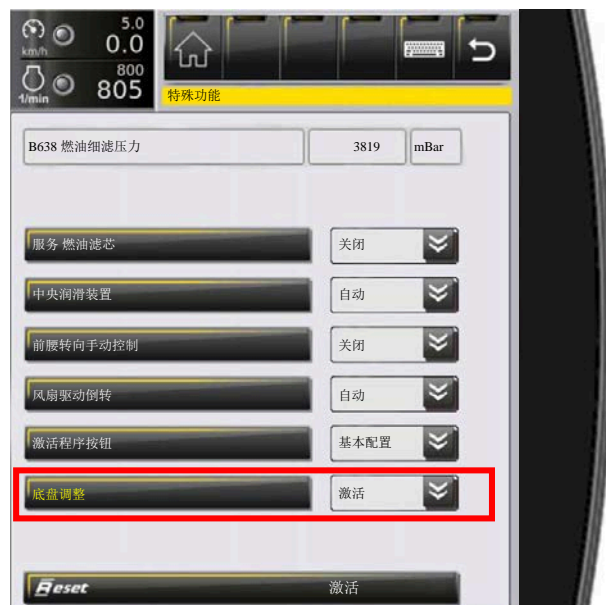 5.0
km/h 0.0
800
1/min 805
特殊功能
B638 燃油细滤压力 3819 mBar
服务 燃油滤芯 关闭
中央润滑装置 自动
前腰转向手动控制 关闭
风扇驱动倒转 自动
激活程序按钮 基本配置
底盘调整 激活
Reset 激活